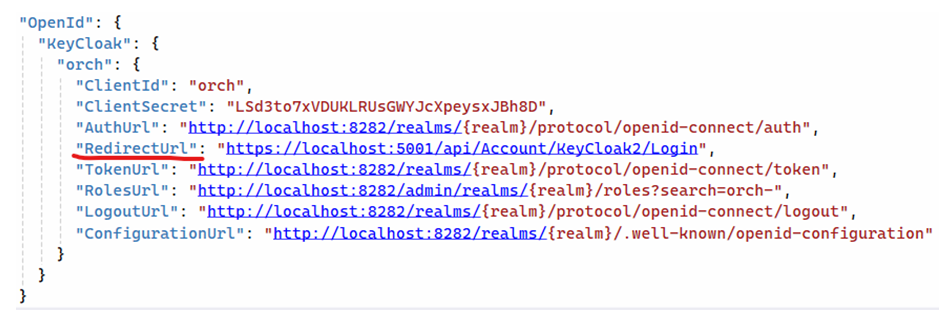 "OpenId": {
"KeyCloak": {
"orch": {
"ClientId": "orch",
"ClientSecret": "LSd3to7xVDUKLRUsGWYJcXpeysxJBh8D",
"AuthUrl": "http://localhost:8282/realms/{realm}/protocol/openid-connect/auth",
"RedirectUrl": "https://localhost:5001/api/Account/KeyCloak2/Login",
"TokenUrl": "http://localhost:8282/realms/{realm}/protocol/openid-connect/token",
"RolesUrl": "http://localhost:8282/admin/realms/{realm}/roles?search=orch-",
"LogoutUrl": "http://localhost:8282/realms/{realm}/protocol/openid-connect/logout",
"ConfigurationUrl": "http://localhost:8282/realms/{realm}/.well-known/openid-configuration"
}
}
}